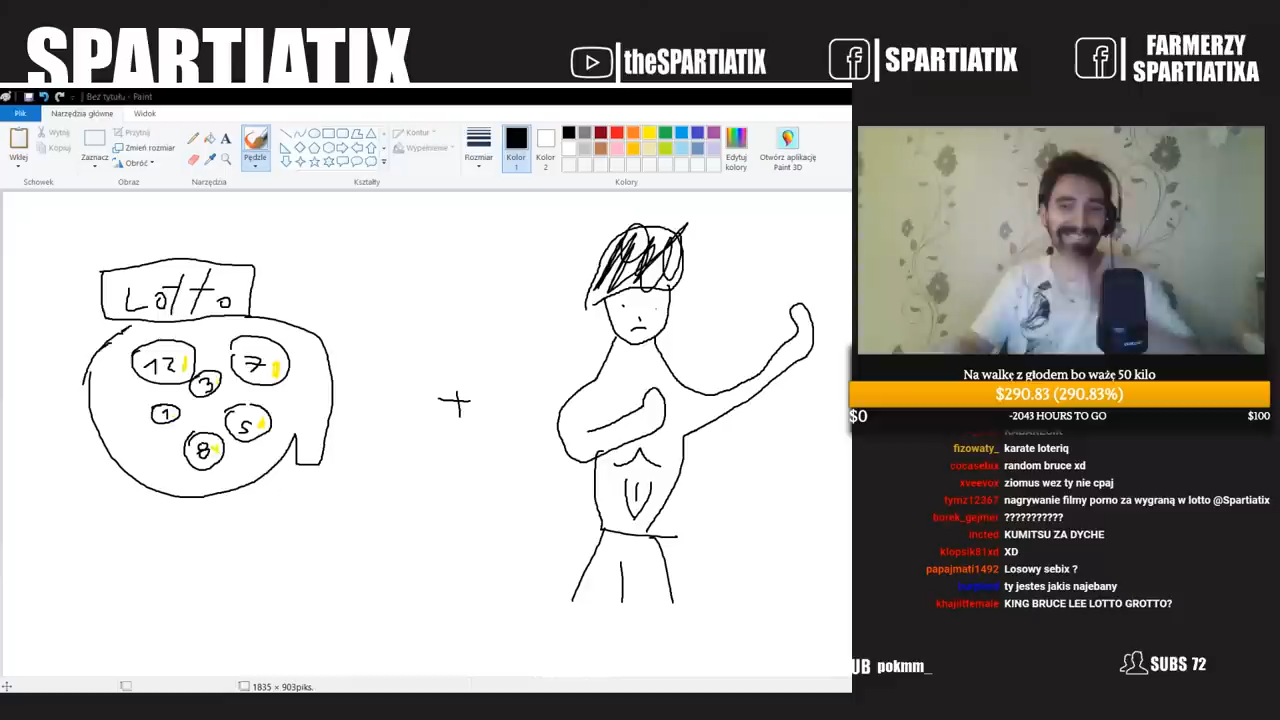 SPARTIATIX
theSPARTIATIX
SPARTIATIX
FARMERZY
SPARTIATIXA
Bez tytułu - Paint
Plik
Narzędzia główne
Widok
Wklej
Wytnij
Kopiuj
Schowek
Zaznacz
Przytnij
Zmień rozmiar
Obróć
Obraz
A
Narzędzia
Pędzle
Kształty
Kontur
Wypełnienie
Rozmiar
Kolor
1
Kolor
2
Kolory
Edytuj
kolory
Otwórz aplikację
Paint 3D
Lotto
12
7
3
1
5
8
+
Na walkę z głodem bo ważę 50 kilo
$290.83 (290.83%)
$0
-2043 HOURS TO GO
$100
fizowaty_ karate loteriq
cocasekox random bruce xd
xveevox ziomus wez ty nie cpaj
tymz12367 nagrywanie filmy porno za wygraną w lotto @Spartiatix
borek_gejmer ???????????
incted KUMITSU ZA DYCHE
klopsik81xd XD
papajmati1492 Losowy sebix ?
ty jestes jakis najebany
khajiitfemale KING BRUCE LEE LOTTO GROTTO?
UB pokmm_
SUBS 72
1835 × 903piks.